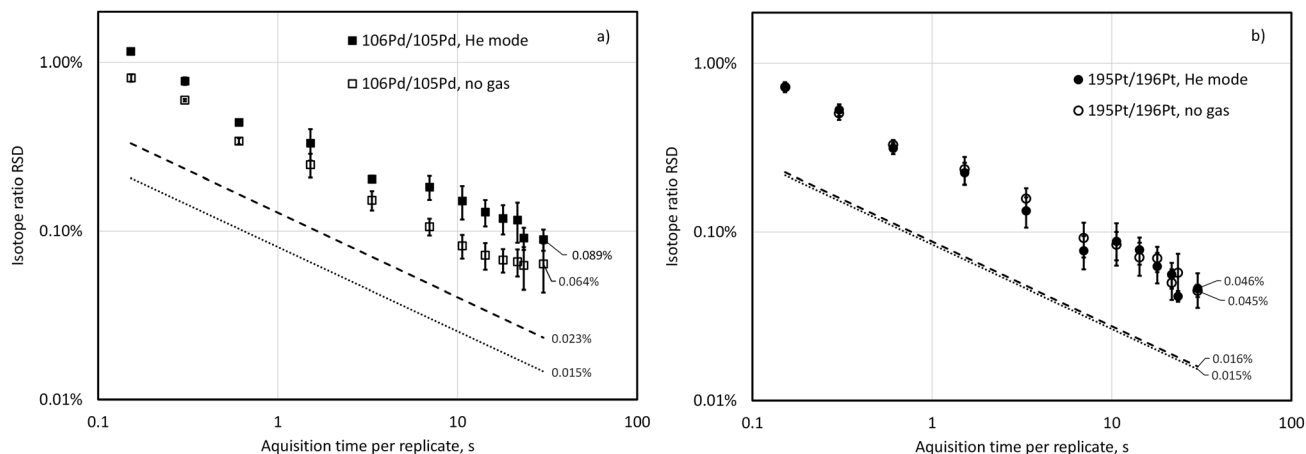 106Pd/105Pd, He mode
a)
106Pd/105Pd, no gas
1.00%
0.10%
0.01%
Isotope ratio RSD
0.089%
0.064%
0.023%
0.015%
0.1
1
10
100
Aquisition time per replicate, s
b)
195Pt/196Pt, He mode
195Pt/196Pt, no gas
1.00%
0.10%
0.01%
Isotope ratio RSD
0.046%
0.045%
0.016%
0.015%
0.1
1
10
100
Aquisition time per replicate, s